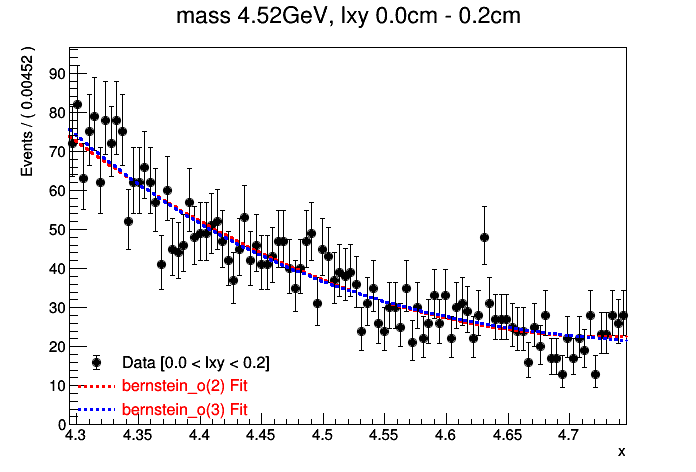 mass 4.52GeV, lxy 0.0cm - 0.2cm
Events / ( 0.00452 )
90
80
70
60
50
40
30
20
10
0
Data [0.0 < lxy < 0.2]
bernstein_o(2) Fit
bernstein_o(3) Fit
4.3 4.35 4.4 4.45 4.5 4.55 4.6 4.65 4.7
x